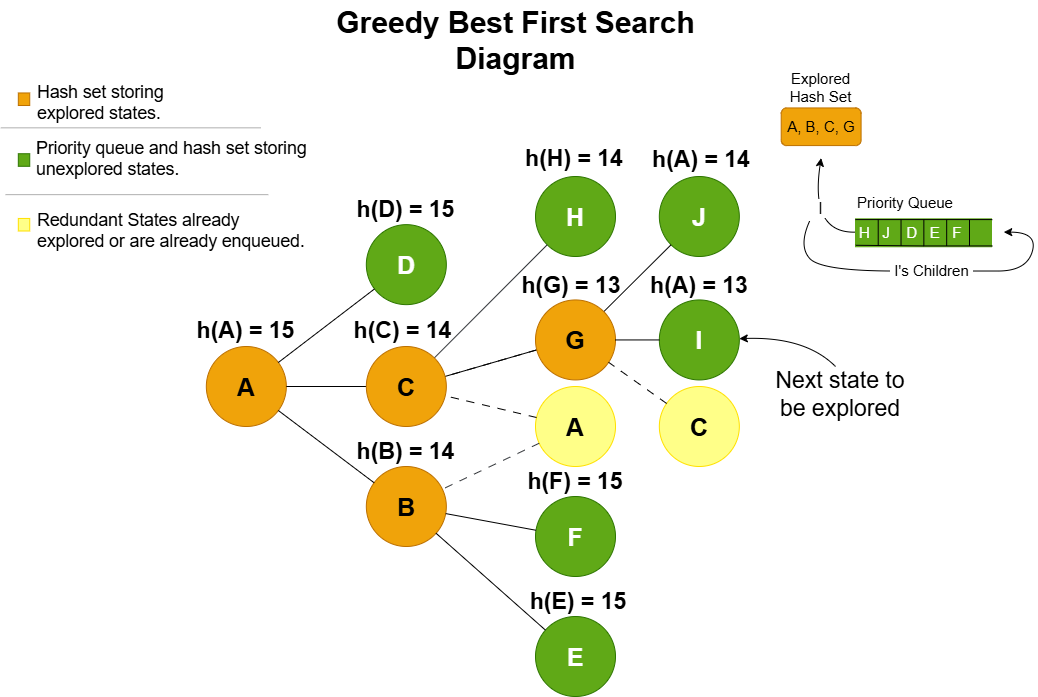 Greedy Best First Search
Diagram
Hash set storing
explored states.
Priority queue and hash set storing
unexplored states.
Redundant States already
explored or are already enqueued.
Explored
Hash Set
A, B, C, G
I
Priority Queue
H J D E F
I's Children
h(H) = 14
h(A) = 14
H
J
h(D) = 15
D
h(G) = 13
h(A) = 13
G
I
h(A) = 15
h(C) = 14
A
C
Next state to
be explored
A
C
h(B) = 14
B
h(F) = 15
F
h(E) = 15
E